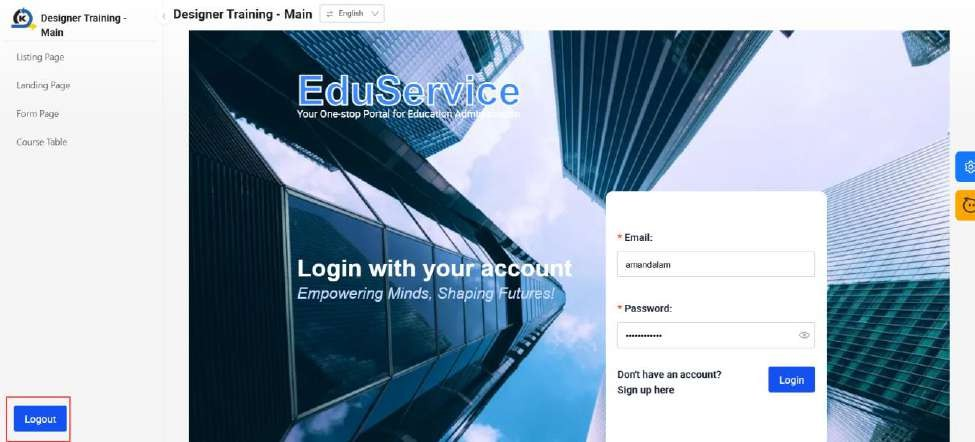 Designer Training -
Main
Listing Page
Landing Page
Form Page
Course Table
Logout
Designer Training - Main
English
EduService
Your One-stop Portal for Education Administration
Login with your account
Empowering Minds, Shaping Futures!
* Email:
amandalam
* Password:
••••••••••••
Don't have an account?
Sign up here
Login